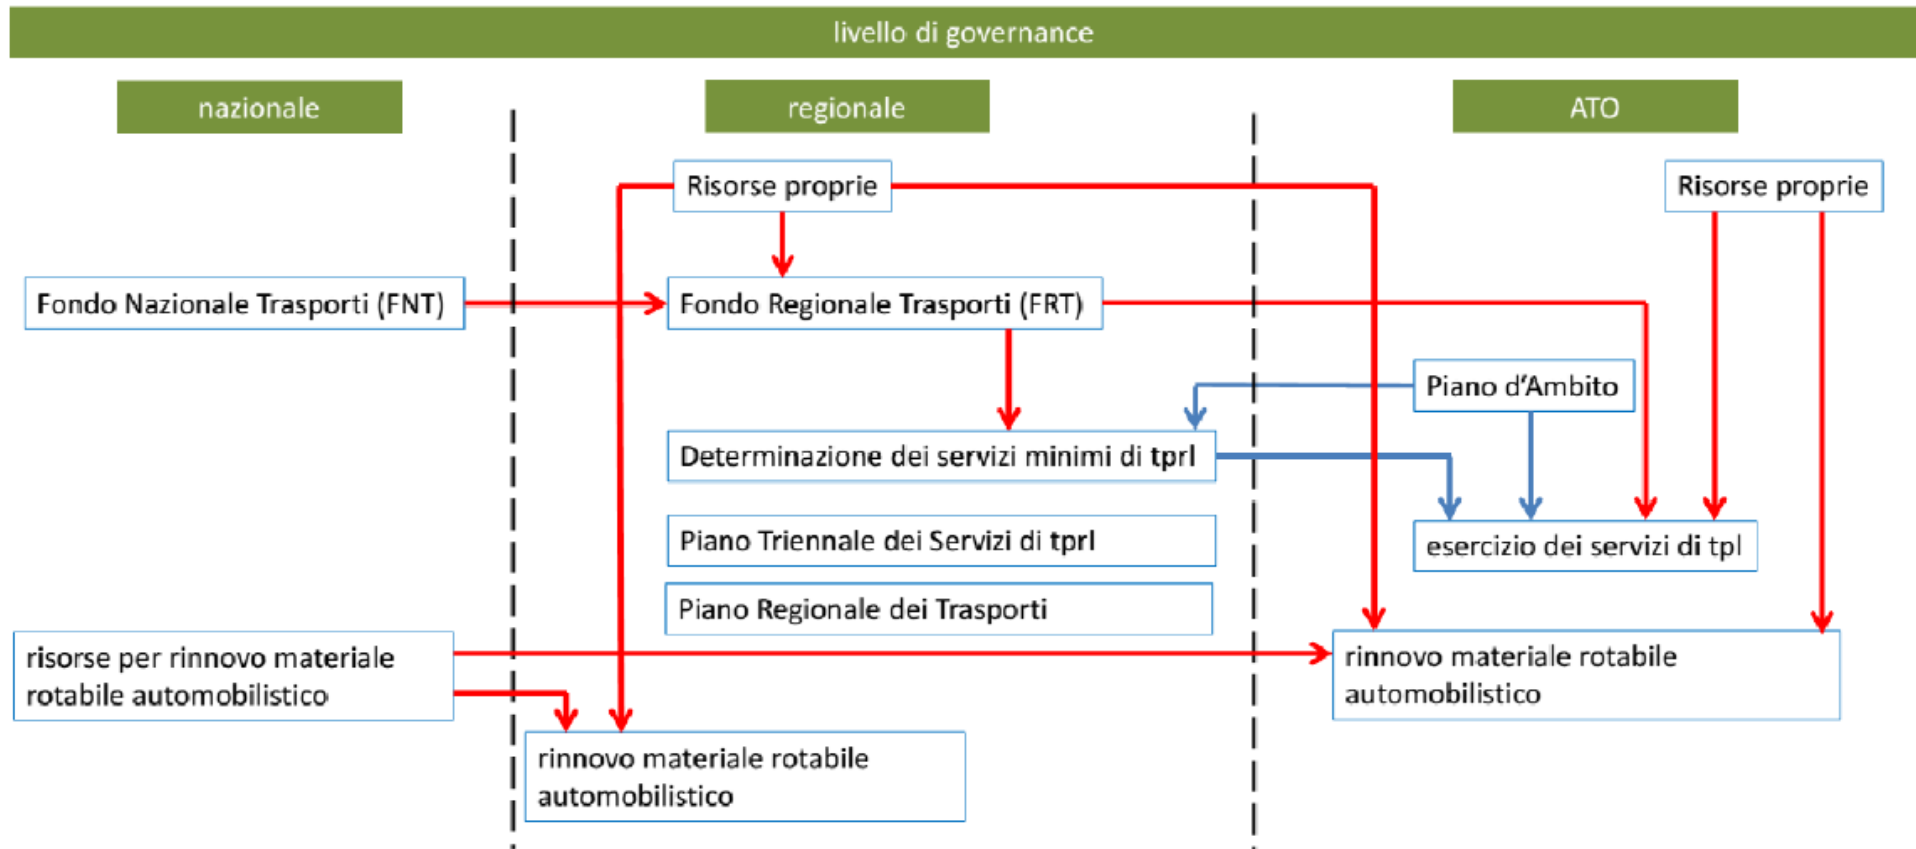 livello di governance
nazionale
regionale
ATO
Risorse proprie
Risorse proprie
Fondo Nazionale Trasporti (FNT)
Fondo Regionale Trasporti (FRT)
Piano d'Ambito
Determinazione dei servizi minimi di tprl
Piano Triennale dei Servizi di tprl
esercizio dei servizi di tpl
Piano Regionale dei Trasporti
risorse per rinnovo materiale
rotabile automobilistico
rinnovo materiale rotabile
automobilistico
rinnovo materiale rotabile
automobilistico